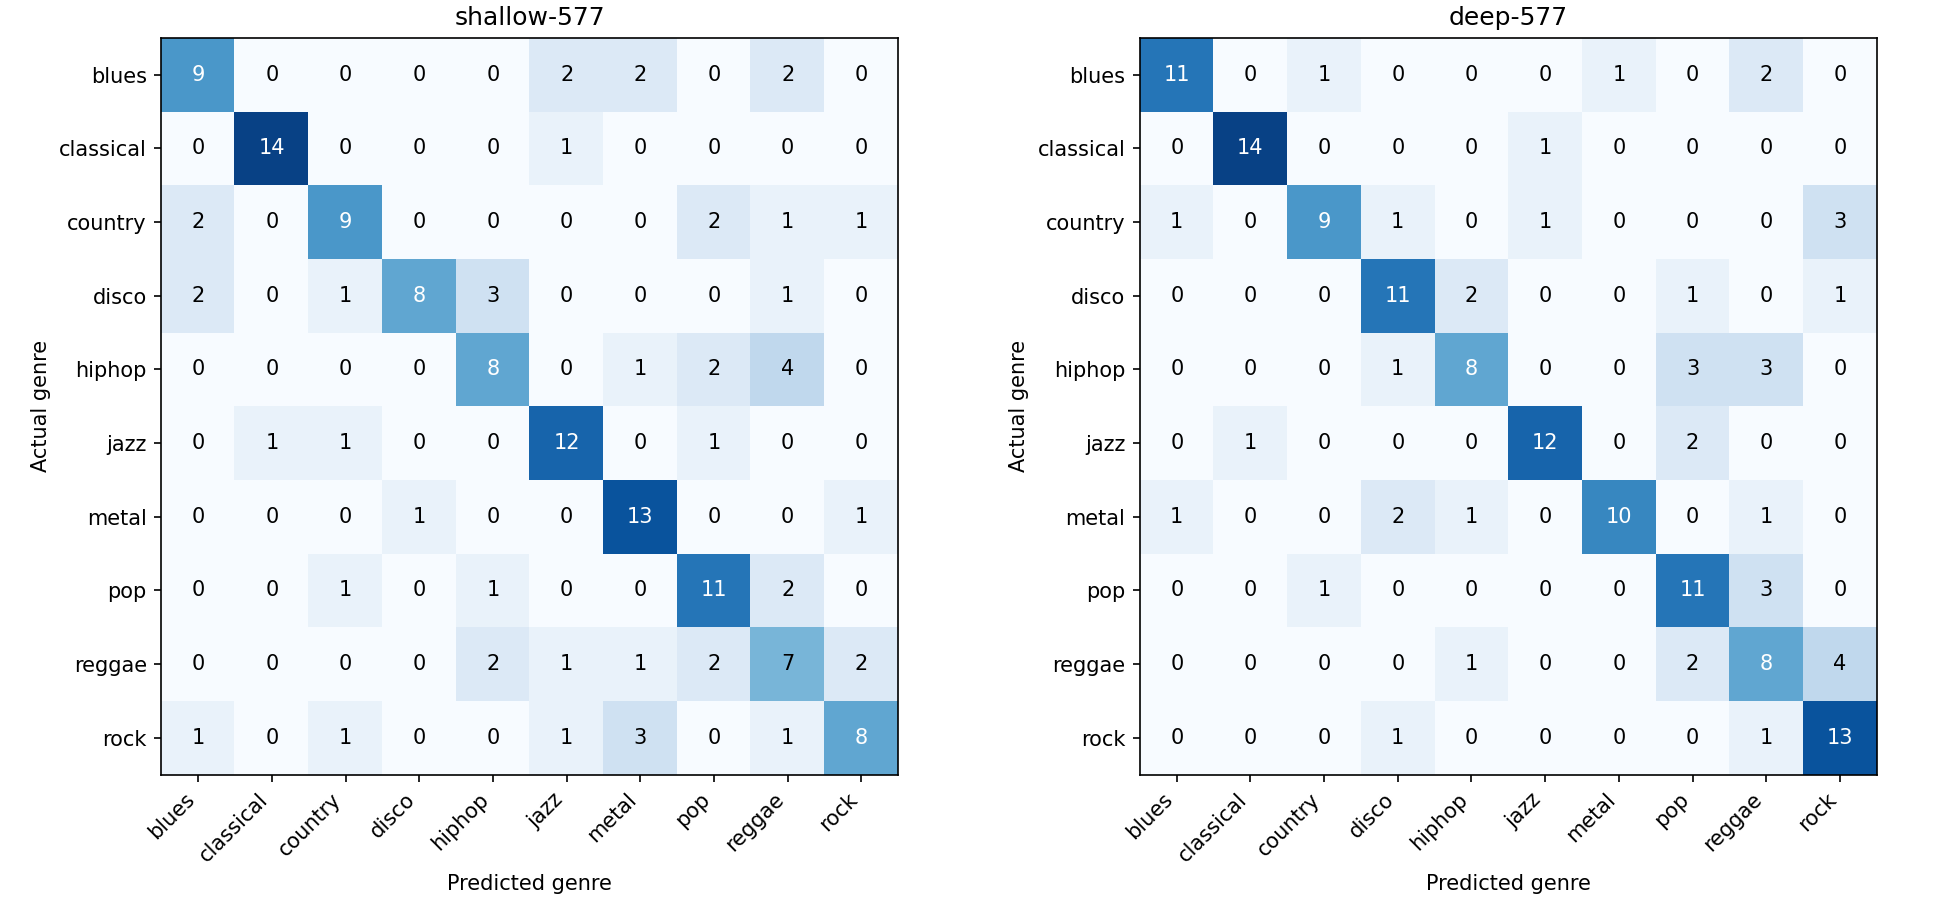 shallow-577
blues 9 0 0 0 0 2 2 0 2 0
classical 0 14 0 0 0 1 0 0 0 0
country 2 0 9 0 0 0 0 2 1 1
disco 2 0 1 8 3 0 0 0 1 0
hiphop 0 0 0 0 8 0 1 2 4 0
jazz 0 1 1 0 0 12 0 1 0 0
metal 0 0 0 1 0 0 13 0 0 1
pop 0 0 1 0 1 0 0 11 2 0
reggae 0 0 0 0 2 1 1 2 7 2
rock 1 0 1 0 0 1 3 0 1 8
Actual genre
blues classical country disco hiphop jazz metal pop reggae rock
Predicted genre
deep-577
blues 11 0 1 0 0 0 1 0 2 0
classical 0 14 0 0 0 1 0 0 0 0
country 1 0 9 1 0 1 0 0 0 3
disco 0 0 0 11 2 0 0 1 0 1
hiphop 0 0 0 1 8 0 0 3 3 0
jazz 0 1 0 0 0 12 0 2 0 0
metal 1 0 0 2 1 0 10 0 1 0
pop 0 0 1 0 0 0 0 11 3 0
reggae 0 0 0 0 1 0 0 2 8 4
rock 0 0 0 1 0 0 0 0 1 13
Actual genre
blues classical country disco hiphop jazz metal pop reggae rock
Predicted genre